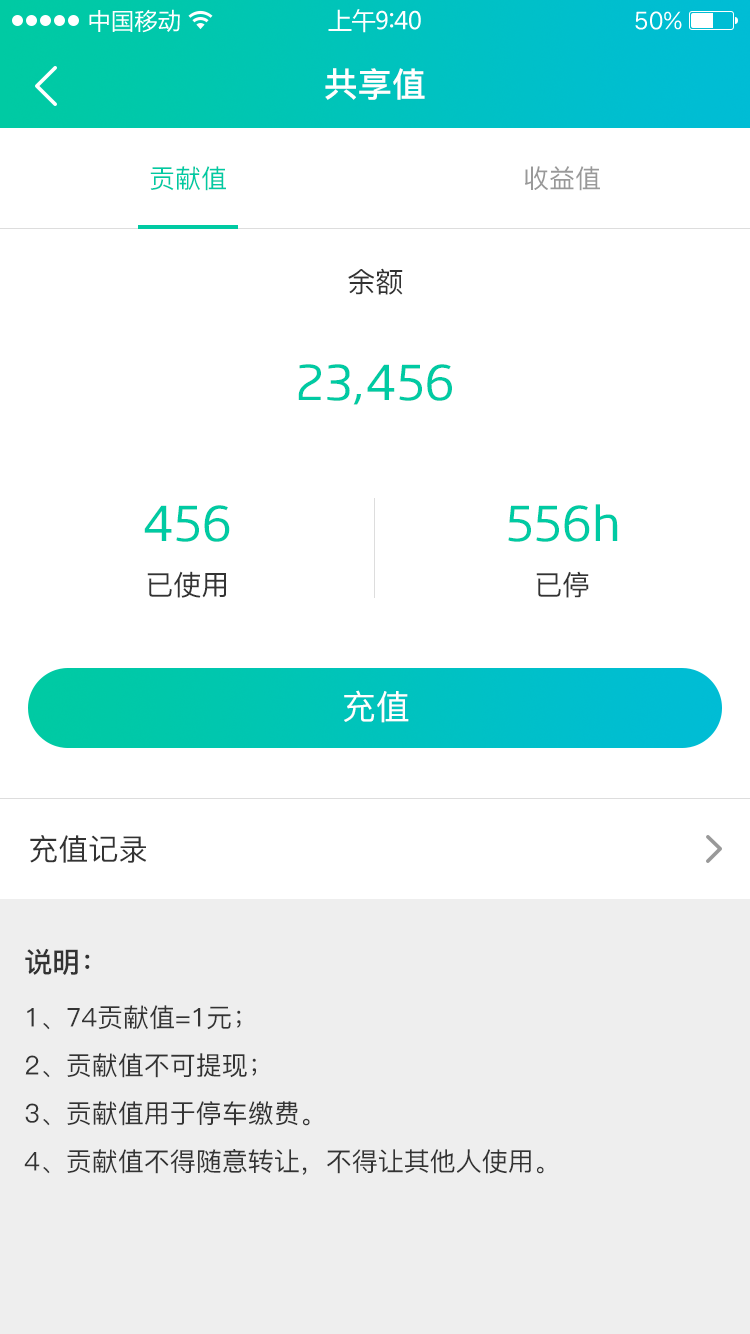 中国移动 上午9:40 50%
共享值
贡献值 收益值
余额
23,456
456 556h
已使用 已停
充值
充值记录
说明：
1、74贡献值=1元；
2、贡献值不可提现；
3、贡献值用于停车缴费。
4、贡献值不得随意转让，不得让其他人使用。